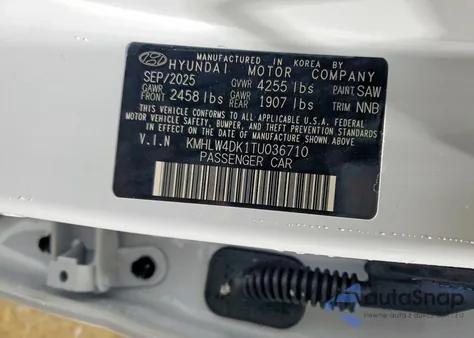 MANUFACTURED IN KOREA BY
HYUNDAI MOTOR COMPANY
SEP/2025 GVWR 4255 lbs PAINT SAW
GAWR FRONT 2458 lbs GAWR REAR 1907 lbs TRIM NNB
THIS VEHICLE CONFORMS TO ALL APPLICABLE U.S.A. FEDERAL
MOTOR VEHICLE SAFETY, BUMPER, AND THEFT PREVENTION STANDARDS
IN EFFECT ON THE DATE OF MANUFACTURE SHOWN ABOVE.
V.I.N KMHLW4DK1TU036710
PASSENGER CAR
autoSnap